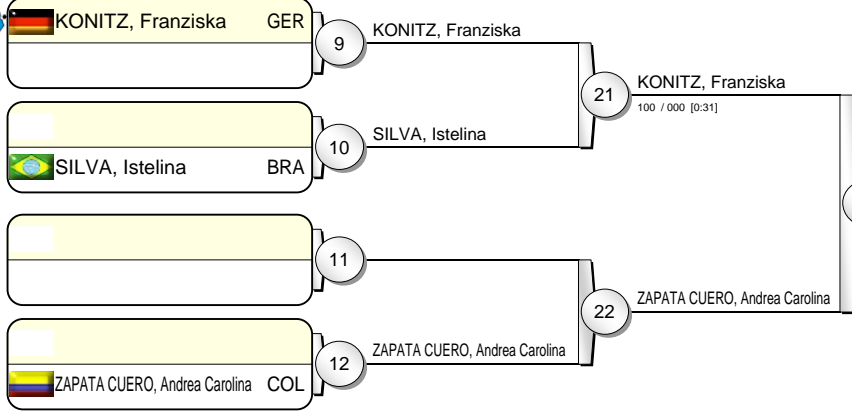 KONITZ, Franziska GER
9
KONITZ, Franziska
21
KONITZ, Franziska
100 / 000 [0:31]
10
SILVA, Istelina
SILVA, Istelina BRA
11
22
ZAPATA CUERO, Andrea Carolina
12
ZAPATA CUERO, Andrea Carolina
ZAPATA CUERO, Andrea Carolina COL